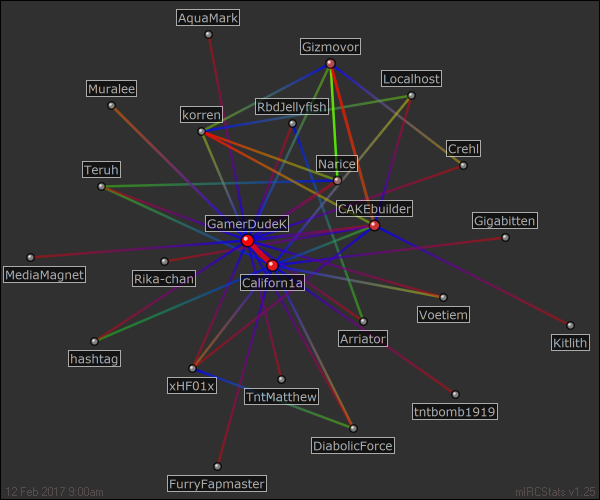 AquaMark
Gizmovor
Localhost
Muralee
korren
RbdJellyfish
Narice
Crehl
Teruh
CAKEbuilder
GamerDudeK
Gigabitten
MediaMagnet
Rika-chan
Californ1a
Voetiem
Arriator
Kitlith
hashtag
xHF01x
TntMatthew
tntbomb1919
DiabolicForce
FurryFapmaster
12 Feb 2017 9:00am
mIRCStats v1.25